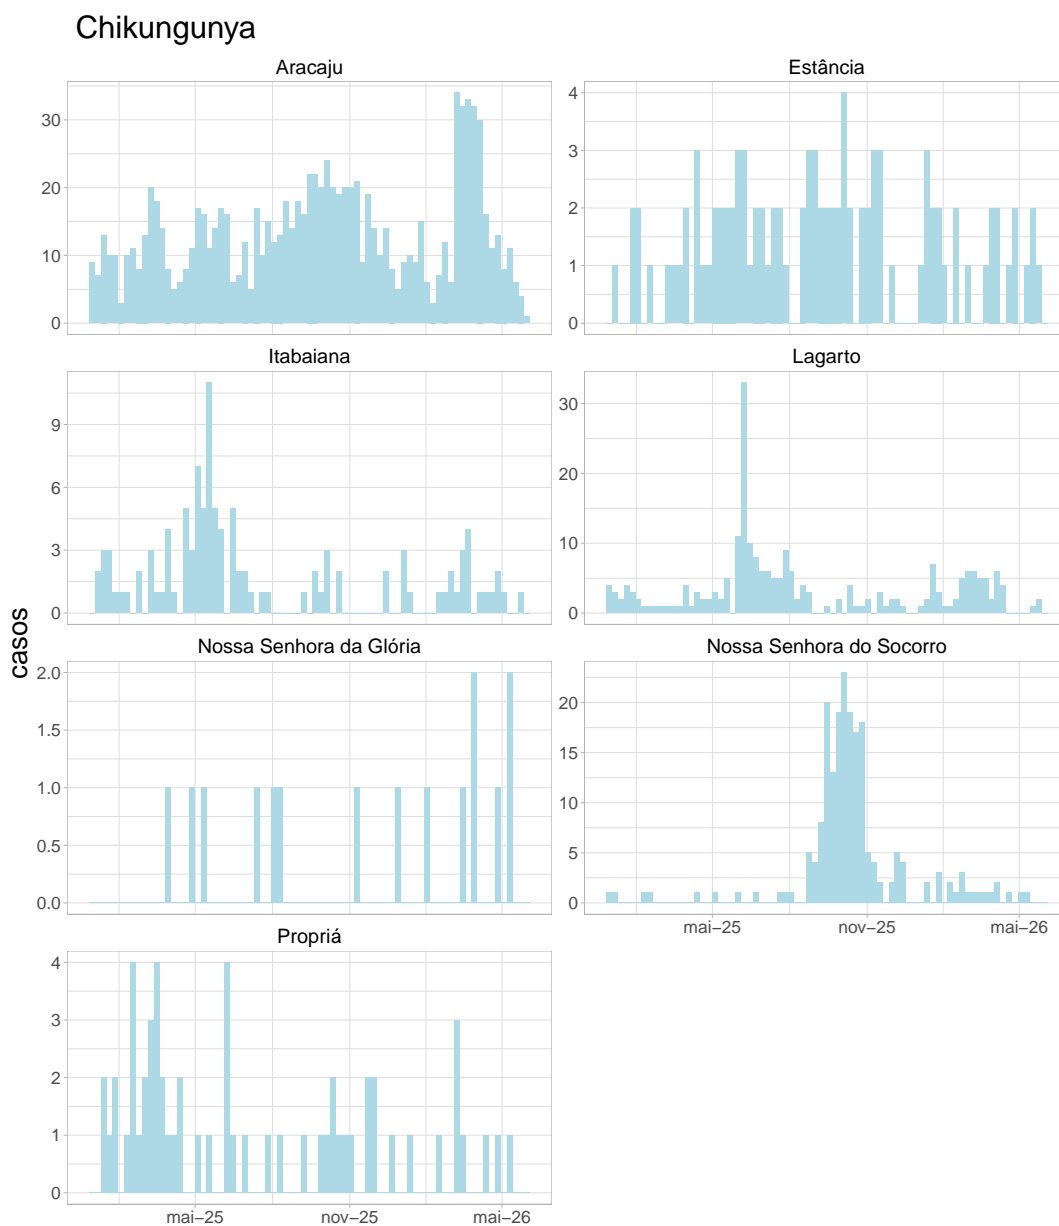 Chikungunya
casos
Aracaju
30
20
10
0
Estância
4
3
2
1
0
Itabaiana
9
6
3
0
Lagarto
30
20
10
0
Nossa Senhora da Glória
2.0
1.5
1.0
0.5
0.0
Nossa Senhora do Socorro
20
15
10
5
0
mai−25 nov−25 mai−26
Propriá
4
3
2
1
0
mai−25 nov−25 mai−26